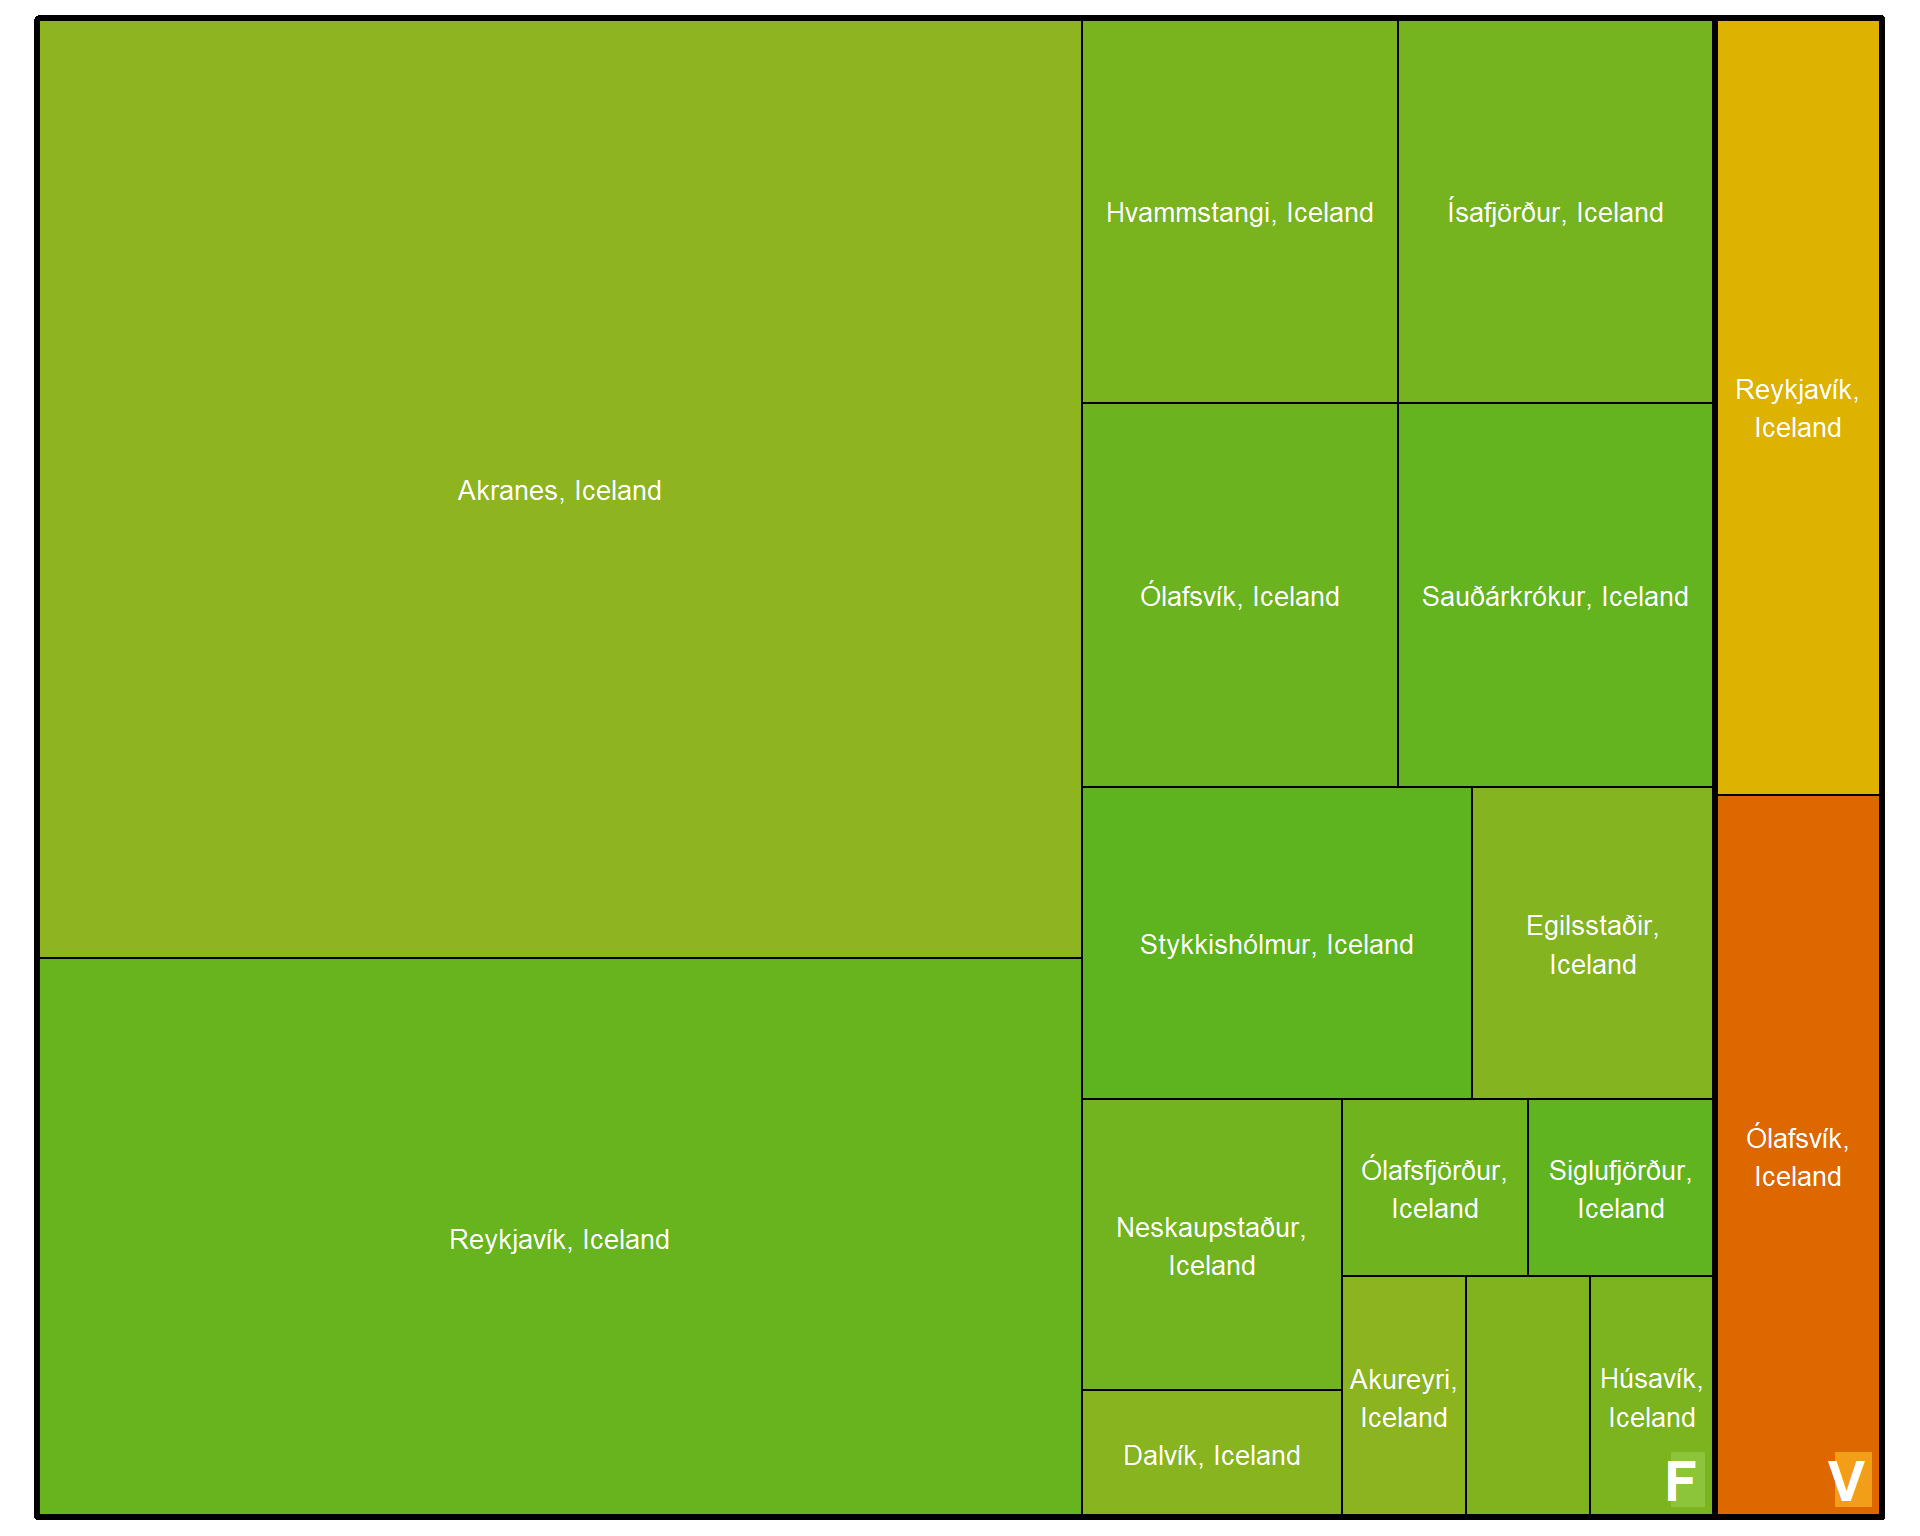 Akranes, Iceland
Reykjavík, Iceland
Hvammstangi, Iceland
Ísafjörður, Iceland
Ólafsvík, Iceland
Sauðárkrókur, Iceland
Stykkishólmur, Iceland
Egilsstaðir,
Iceland
Neskaupstaður,
Iceland
Ólafsfjörður,
Iceland
Siglufjörður,
Iceland
Dalvík, Iceland
Akureyri,
Iceland
Húsavík,
Iceland
F
Reykjavík,
Iceland
Ólafsvík,
Iceland
V